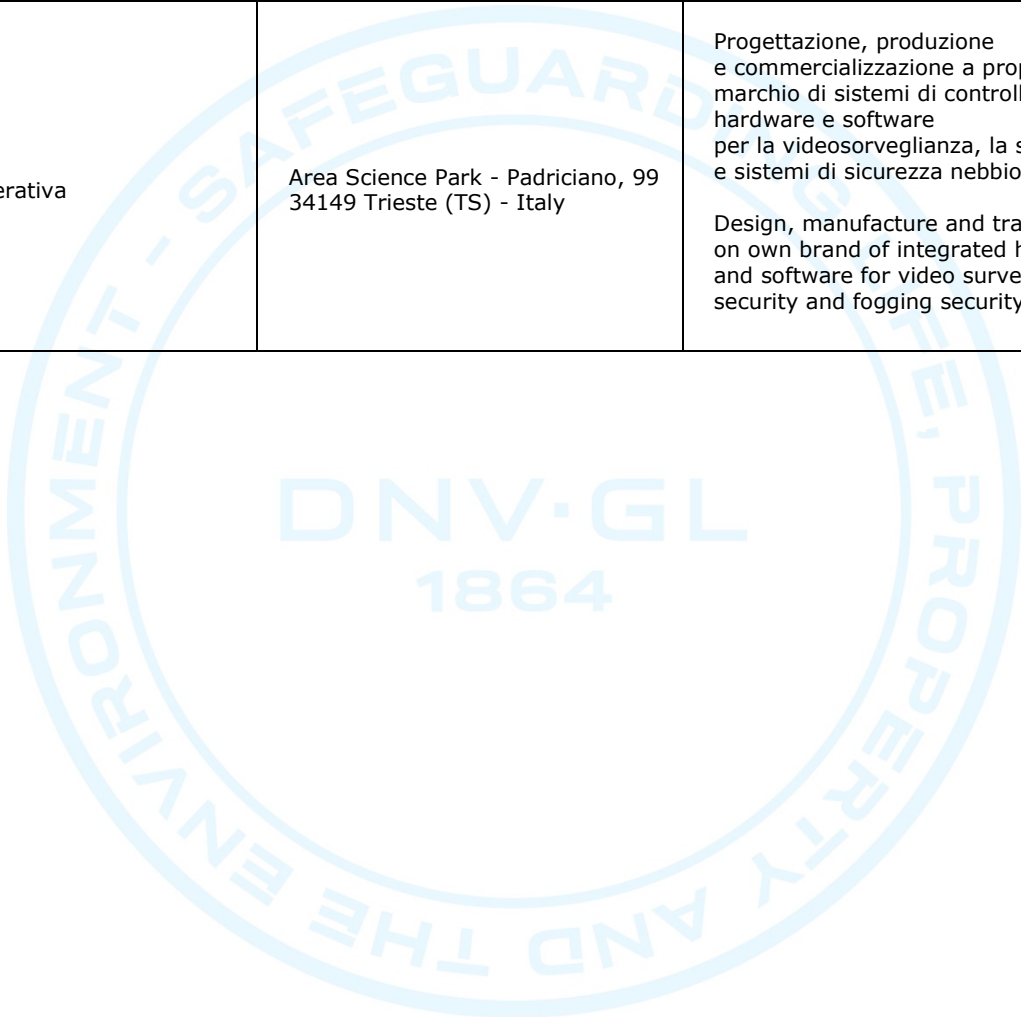 erativa
Area Science Park - Padriciano, 99
34149 Trieste (TS) - Italy
Progettazione, produzione
e commercializzazione a prop
marchio di sistemi di controll
hardware e software
per la videosorveglianza, la s
e sistemi di sicurezza nebbio
Design, manufacture and tra
on own brand of integrated h
and software for video surve
security and fogging security
SAFEGUARDING LIFE, PROPERTY AND THE ENVIRONMENT -
DNV·GL
1864